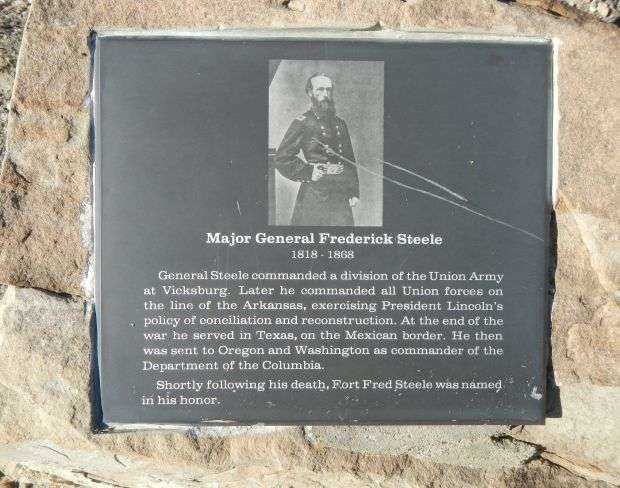 Major General Frederick Steele
1818 - 1868
General Steele commanded a division of the Union Army
at Vicksburg. Later he commanded all Union forces on
the line of the Arkansas, exercising President Lincoln's
policy of conciliation and reconstruction. At the end of the
war he served in Texas, on the Mexican border. He then
was sent to Oregon and Washington as commander of the
Department of the Columbia.
Shortly following his death, Fort Fred Steele was named
in his honor.